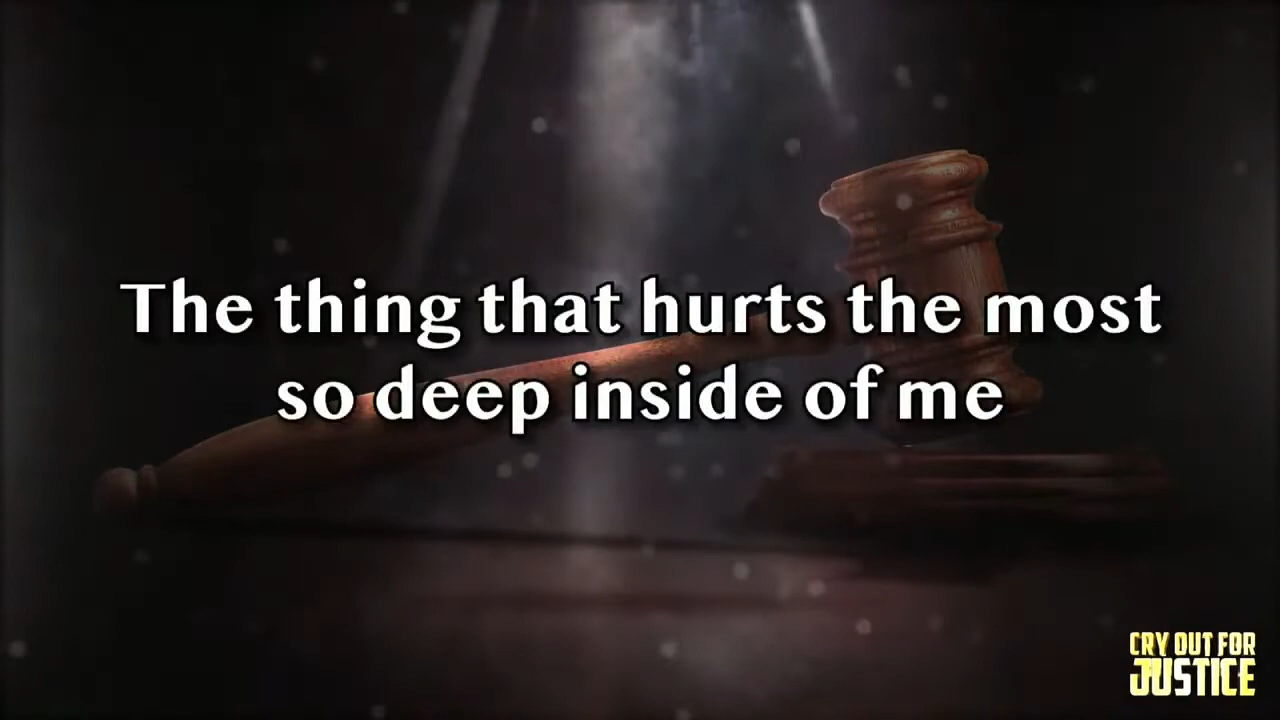 The thing that hurts the most
so deep inside of me
CRY OUT FOR
JUSTICE